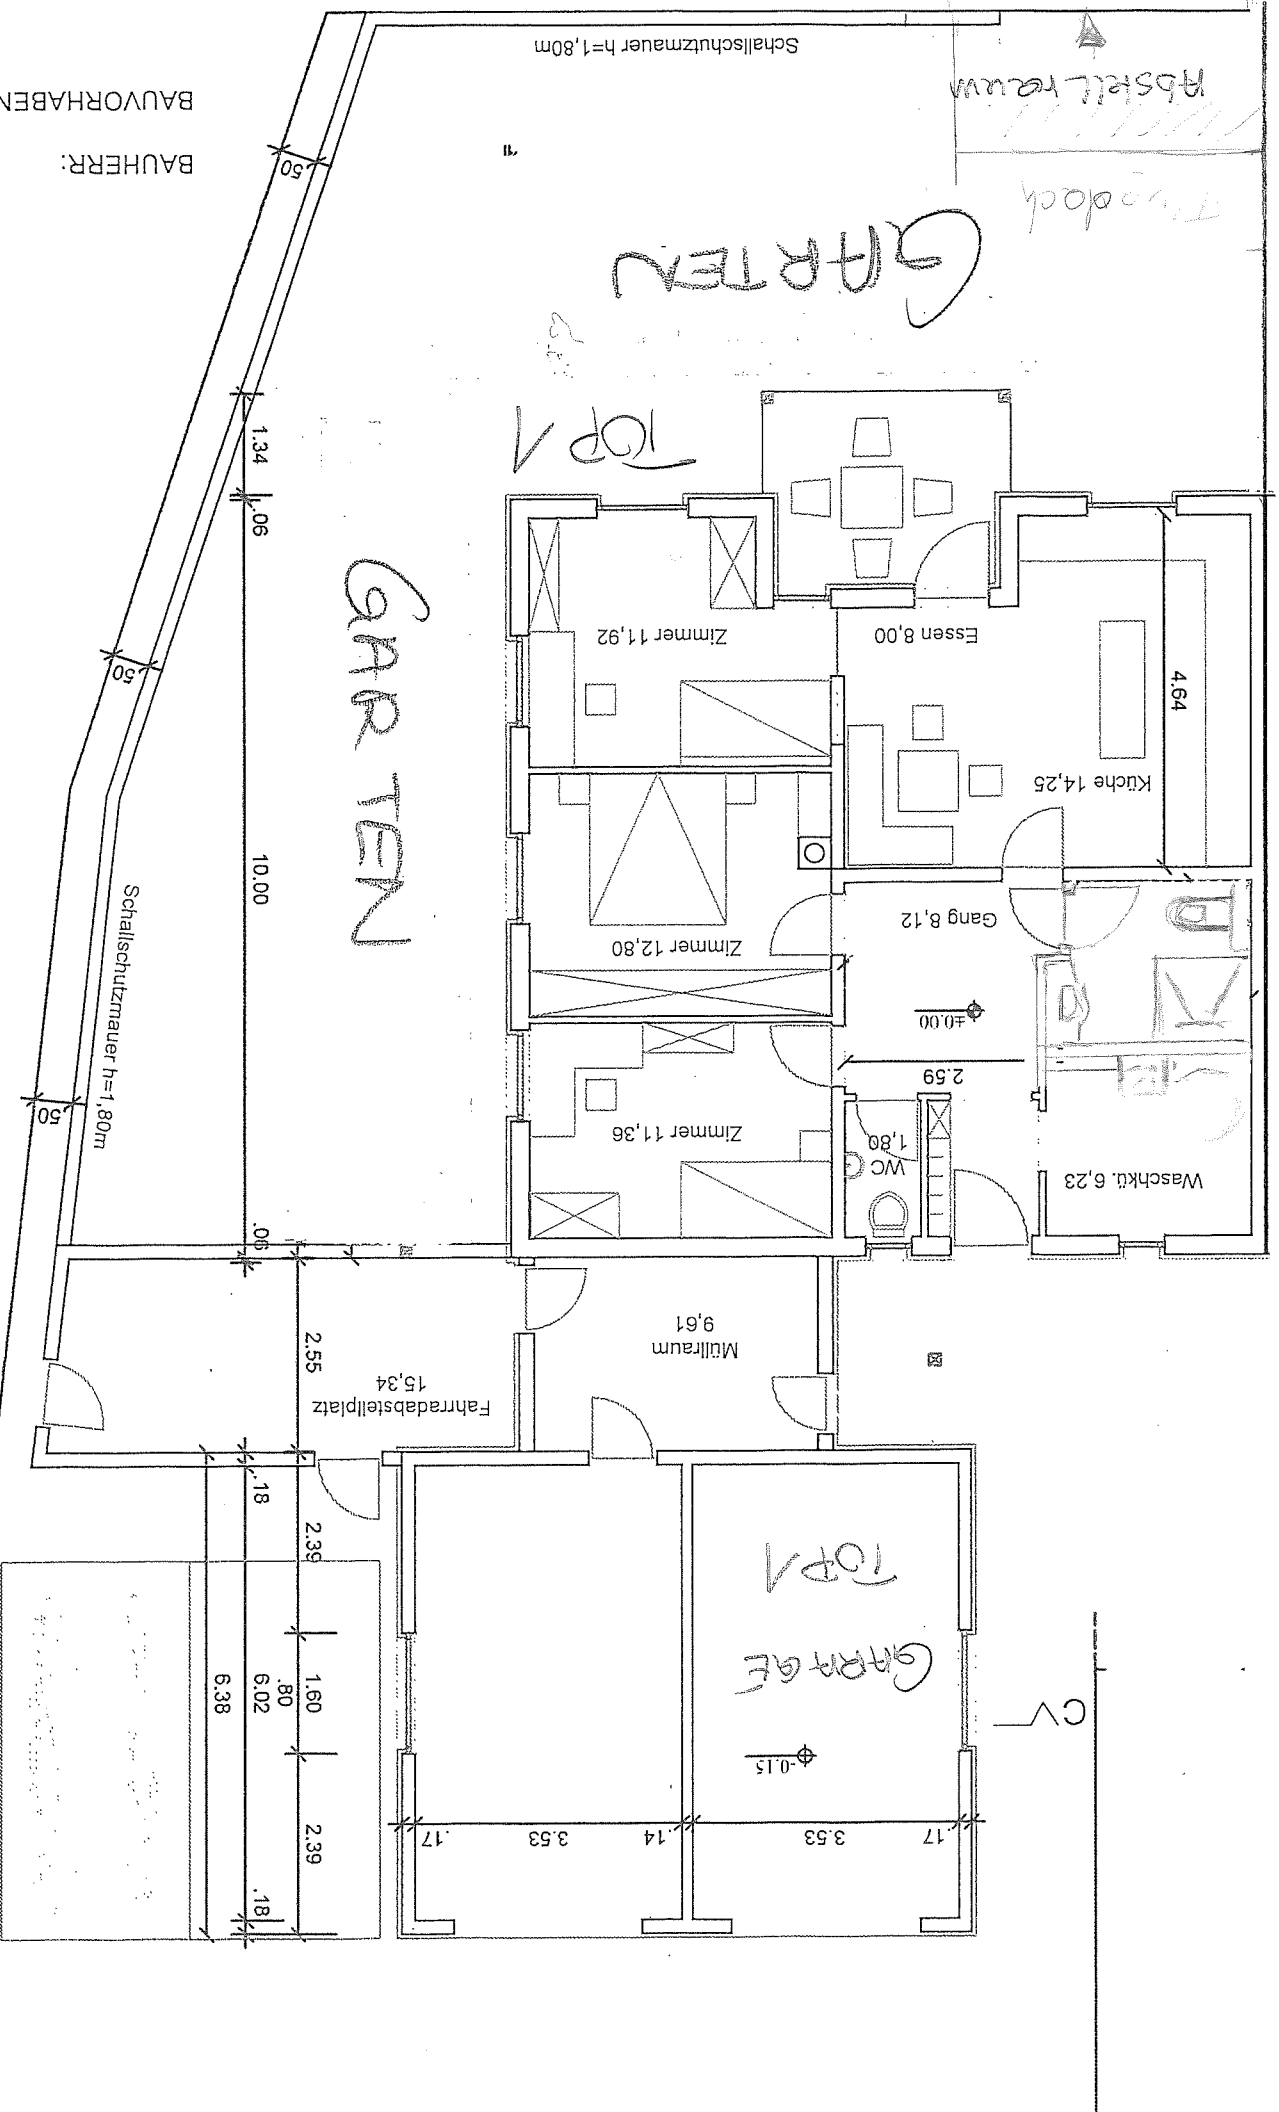 BAUVORHABEN
BAUHERR:
Schallschutzmauer h=1,80m
Abstellraum
Flugdach
GARTEN
TOP 1
GARTEN
50
1.34
.06
50
10.00
Schallschutzmauer h=1,80m
50
.06
Zimmer 11,92
Essen 8,00
4.64
Küche 14,25
Zimmer 12,80
Gang 8,12
±0.00
2.59
Zimmer 11,36
WC
1,80
Waschkü. 6,23
Müllraum
9,61
Fahrradabstellplatz
15,34
2.55
.18
2.39
1.60
.80
6.02
6.38
2.39
.18
GARAGE
TOP 1
-0.15
.17
3.53
.14
3.53
.17